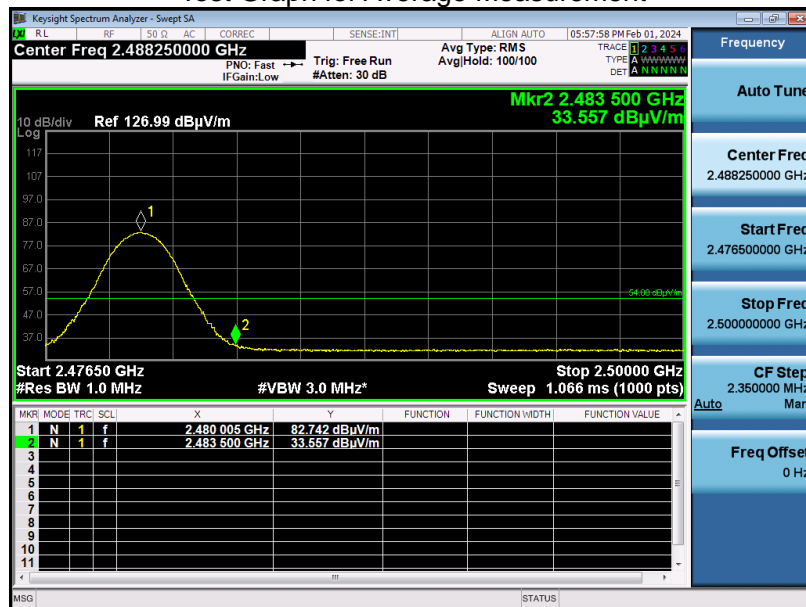 Keysight Spectrum Analyzer - Swept SA
RL RF 50 Ω AC CORREC SENSE:INT ALIGN AUTO 05:57:58 PM Feb 01, 2024
Center Freq 2.488250000 GHz
PNO: Fast
IFGain:Low
Trig: Free Run
#Atten: 30 dB
Avg Type: RMS
Avg|Hold: 100/100
TRACE 1 2 3 4 5 6
TYPE A WWWWW
DET A N N N N N
Frequency
Mkr2 2.483 500 GHz
33.557 dBµV/m
10 dB/div Ref 126.99 dBµV/m
Log
117
107
97.0
87.0
77.0
67.0
57.0
47.0
37.0
1
2
54.00 dBµV/m
Start 2.47650 GHz Stop 2.50000 GHz
#Res BW 1.0 MHz #VBW 3.0 MHz* Sweep 1.066 ms (1000 pts)
MKR MODE TRC SCL X Y FUNCTION FUNCTION WIDTH FUNCTION VALUE
1 N 1 f 2.480 005 GHz 82.742 dBµV/m
2 N 1 f 2.483 500 GHz 33.557 dBµV/m
3
4
5
6
7
8
9
10
11
MSG STATUS
Auto Tune
Center Freq
2.488250000 GHz
Start Freq
2.476500000 GHz
Stop Freq
2.500000000 GHz
CF Step
2.350000 MHz
Auto Man
Freq Offset
0 Hz